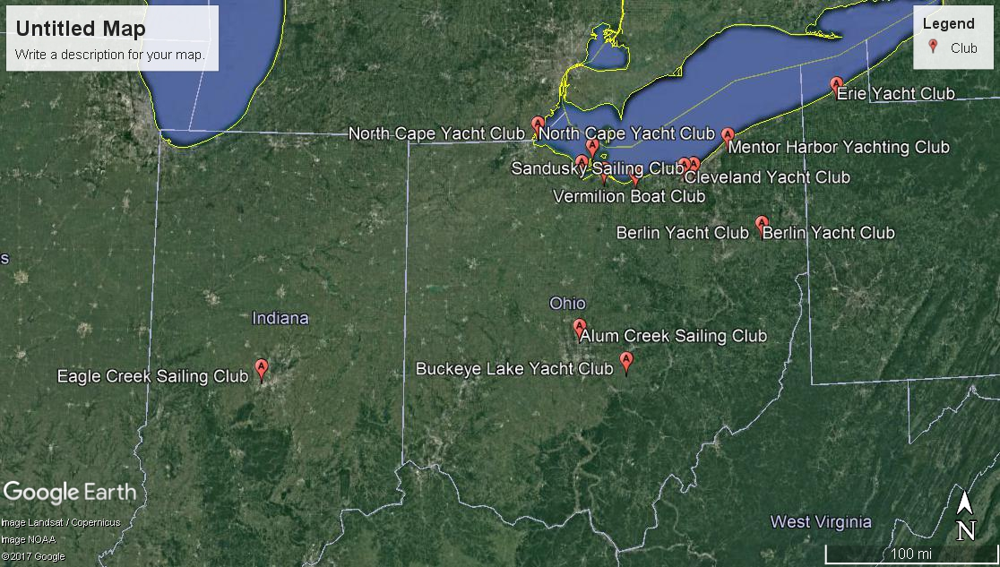 Untitled Map
Write a description for your map.
Legend
Club
Erie Yacht Club
North Cape Yacht Club
North Cape Yacht Club
Mentor Harbor Yachting Club
Sandusky Sailing Club
Cleveland Yacht Club
Vermilion Boat Club
Berlin Yacht Club
Berlin Yacht Club
s
Ohio
Indiana
Alum Creek Sailing Club
Buckeye Lake Yacht Club
Eagle Creek Sailing Club
Google Earth
Image Landsat / Copernicus
Image NOAA
©2017 Google
West Virginia
N
100 mi